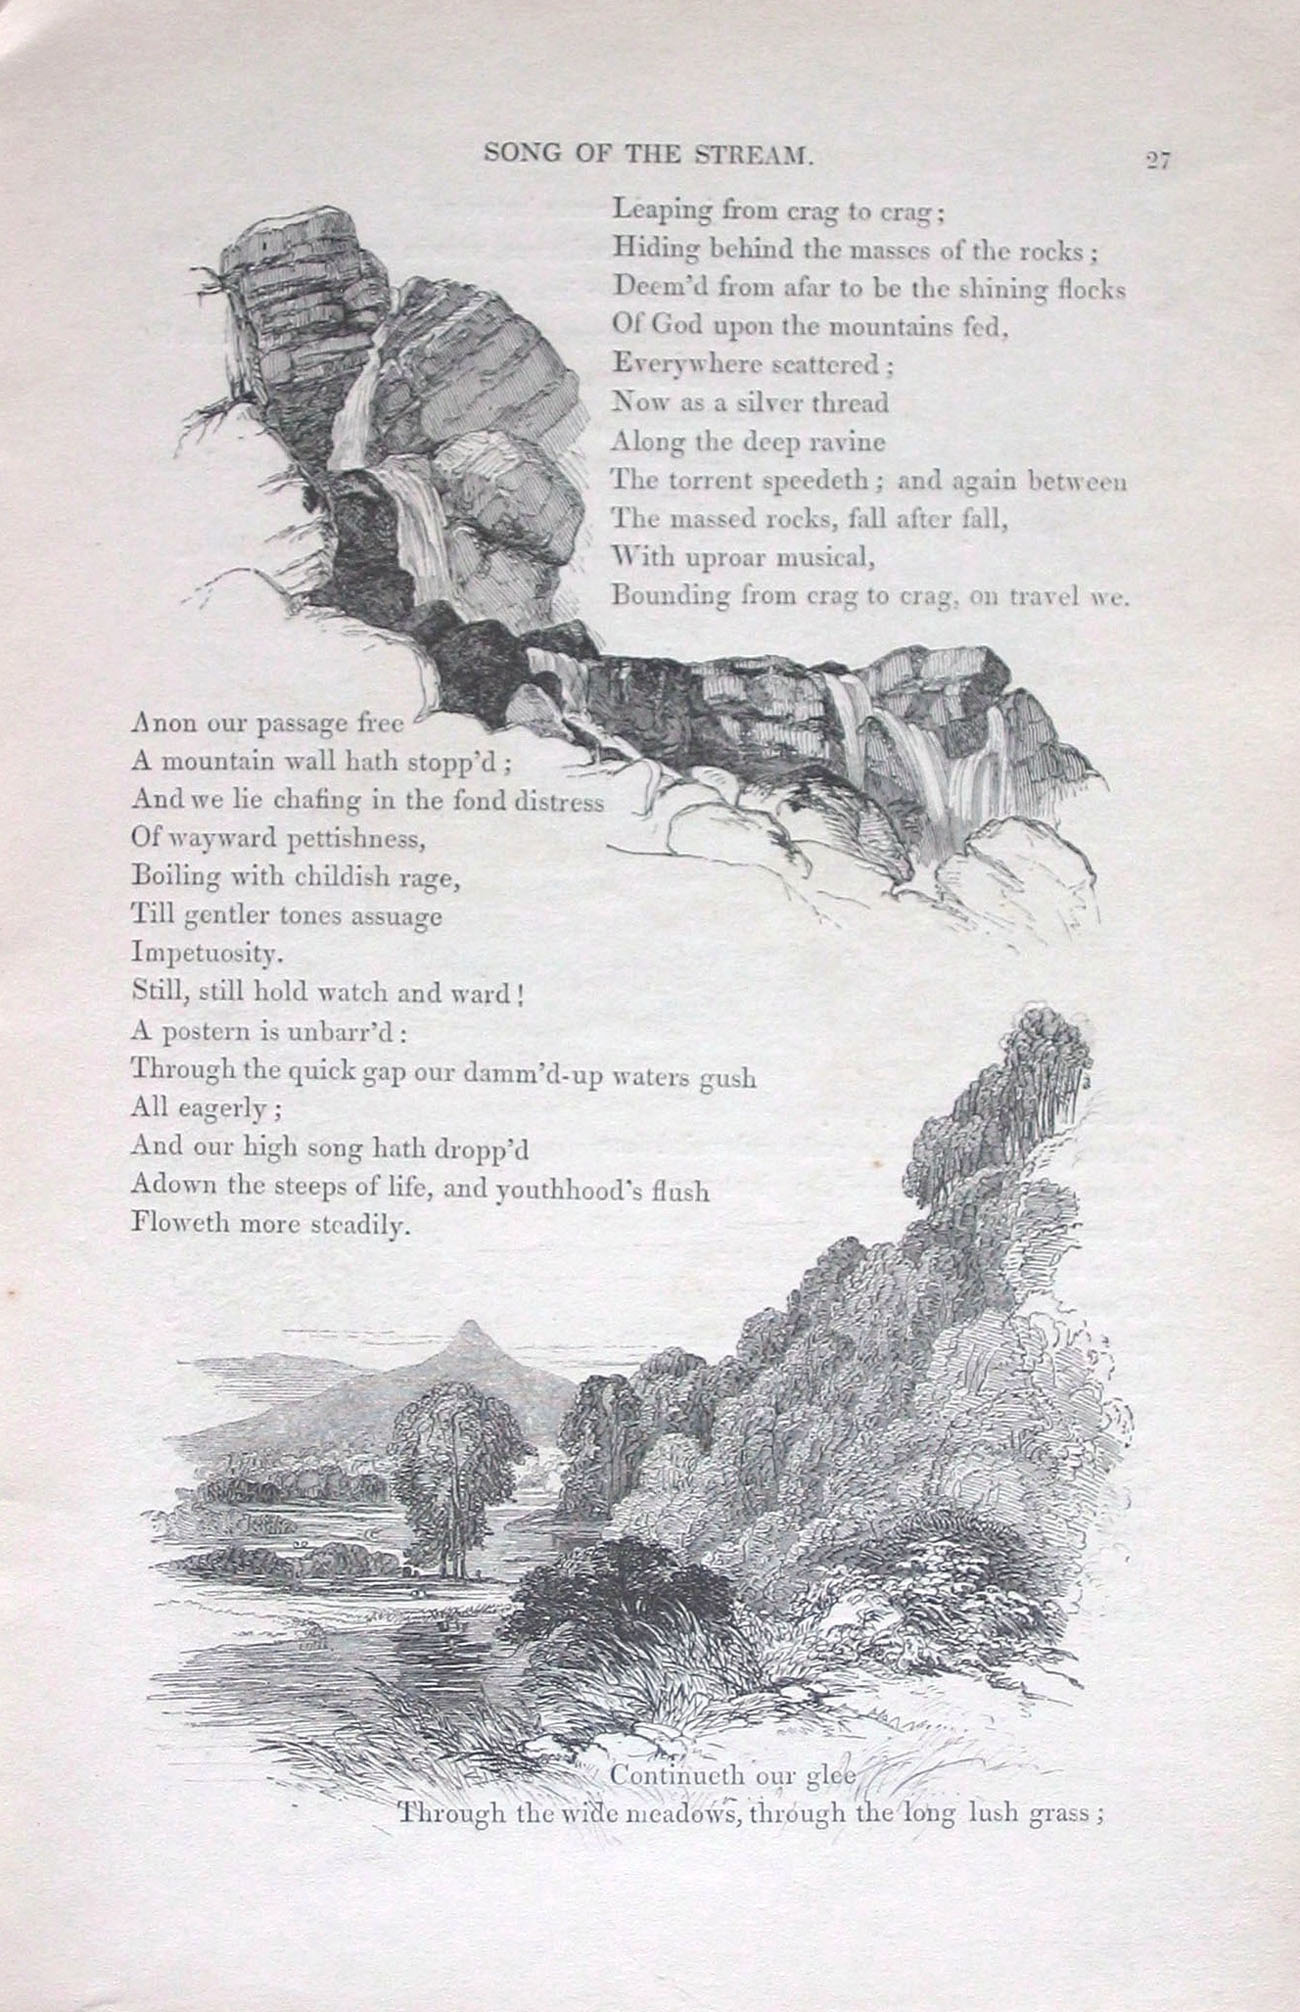 SONG OF THE STREAM. 27
Leaping from crag to crag;
Hiding behind the masses of the rocks;
Deem'd from afar to be the shining flocks
Of God upon the mountains fed,
Everywhere scattered;
Now as a silver thread
Along the deep ravine
The torrent speedeth; and again between
The massed rocks, fall after fall,
With uproar musical,
Bounding from crag to crag, on travel we.
Anon our passage free
A mountain wall hath stopp'd;
And we lie chafing in the fond distress
Of wayward pettishness,
Boiling with childish rage,
Till gentler tones assuage
Impetuosity.
Still, still hold watch and ward!
A postern is unbarr'd:
Through the quick gap our damm'd-up waters gush
All eagerly;
And our high song hath dropp'd
Adown the steeps of life, and youthhood's flush
Floweth more steadily.
Continueth our glee
Through the wide meadows, through the long lush grass;